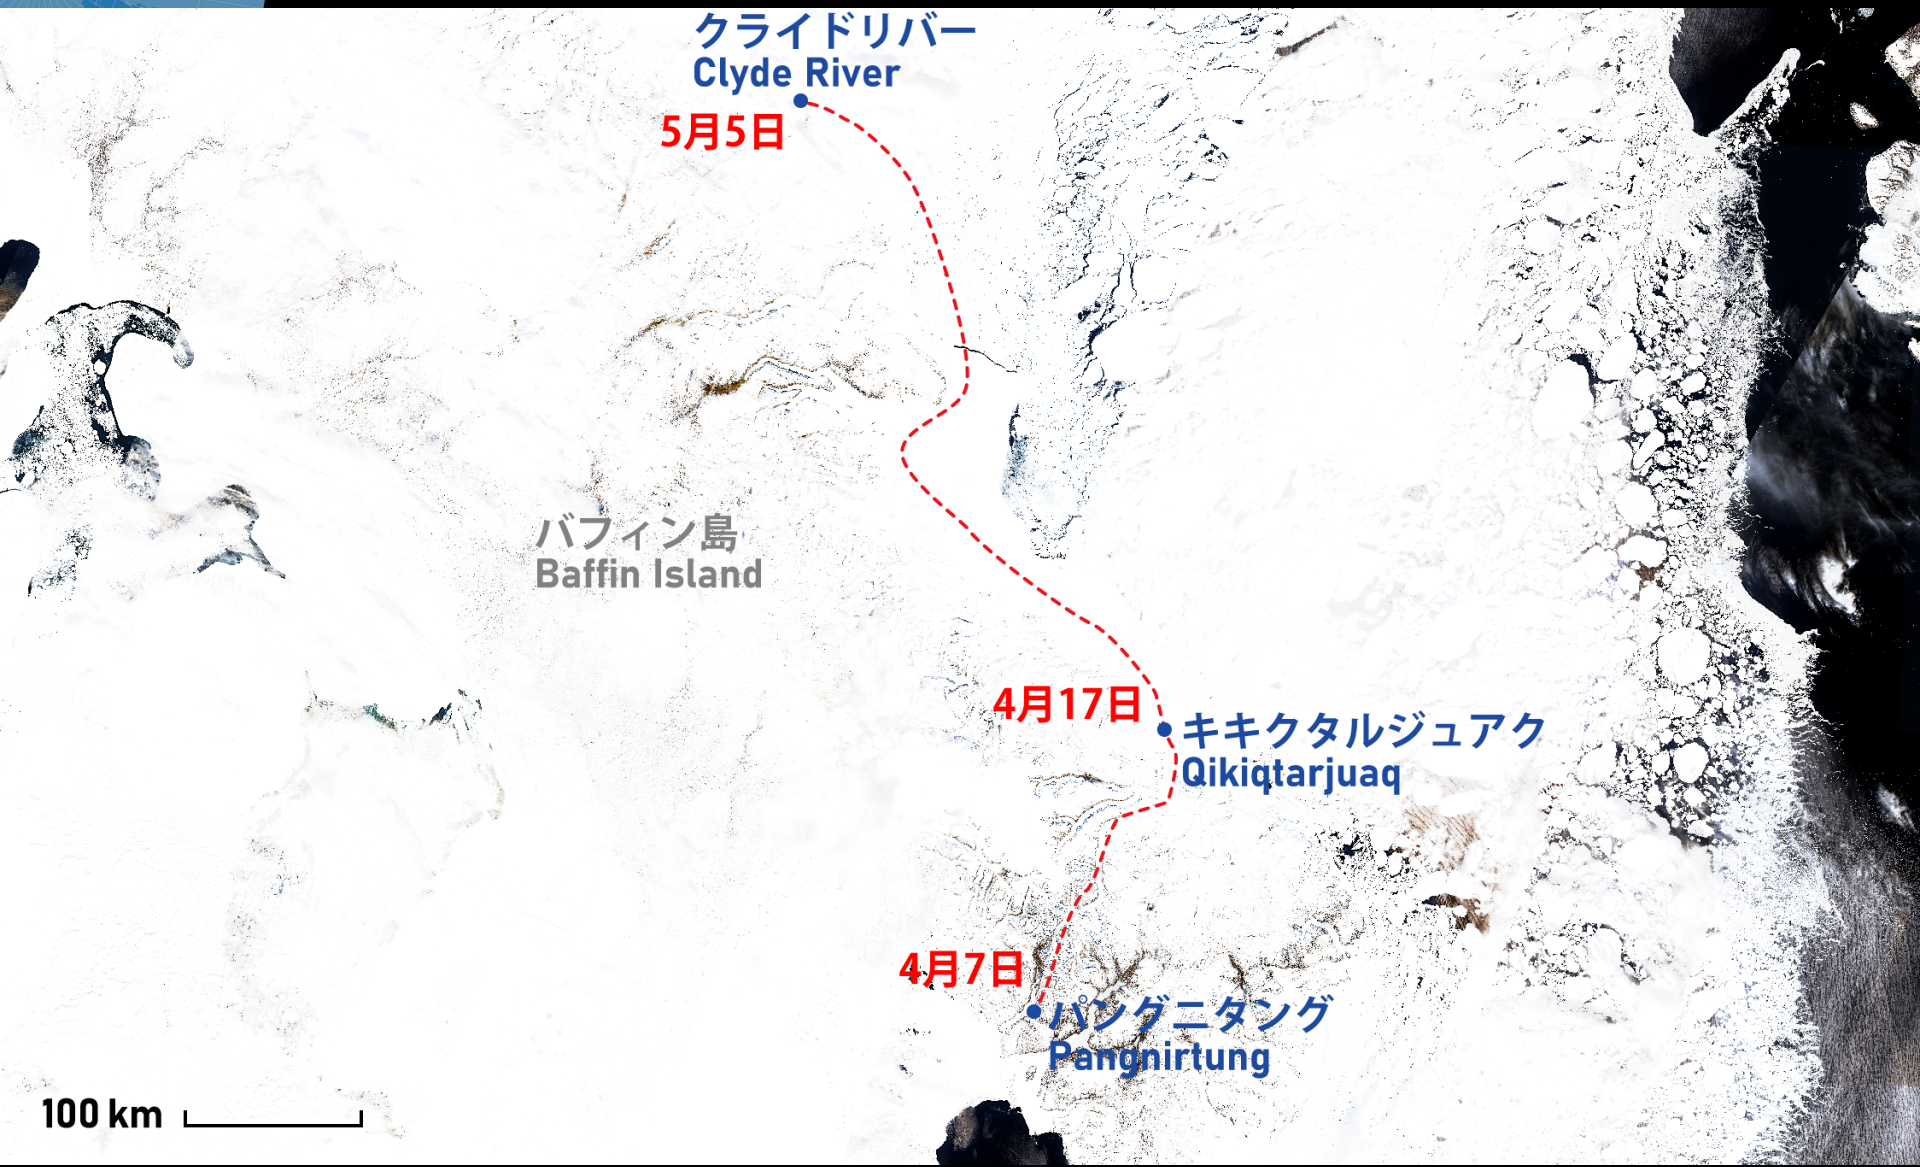 クライドリバー
Clyde River
5月5日
バフィン島
Baffin Island
4月17日
キキクタルジュアク
Qikiqtarjuaq
4月7日
パングニタング
Pangnirtung
100 km